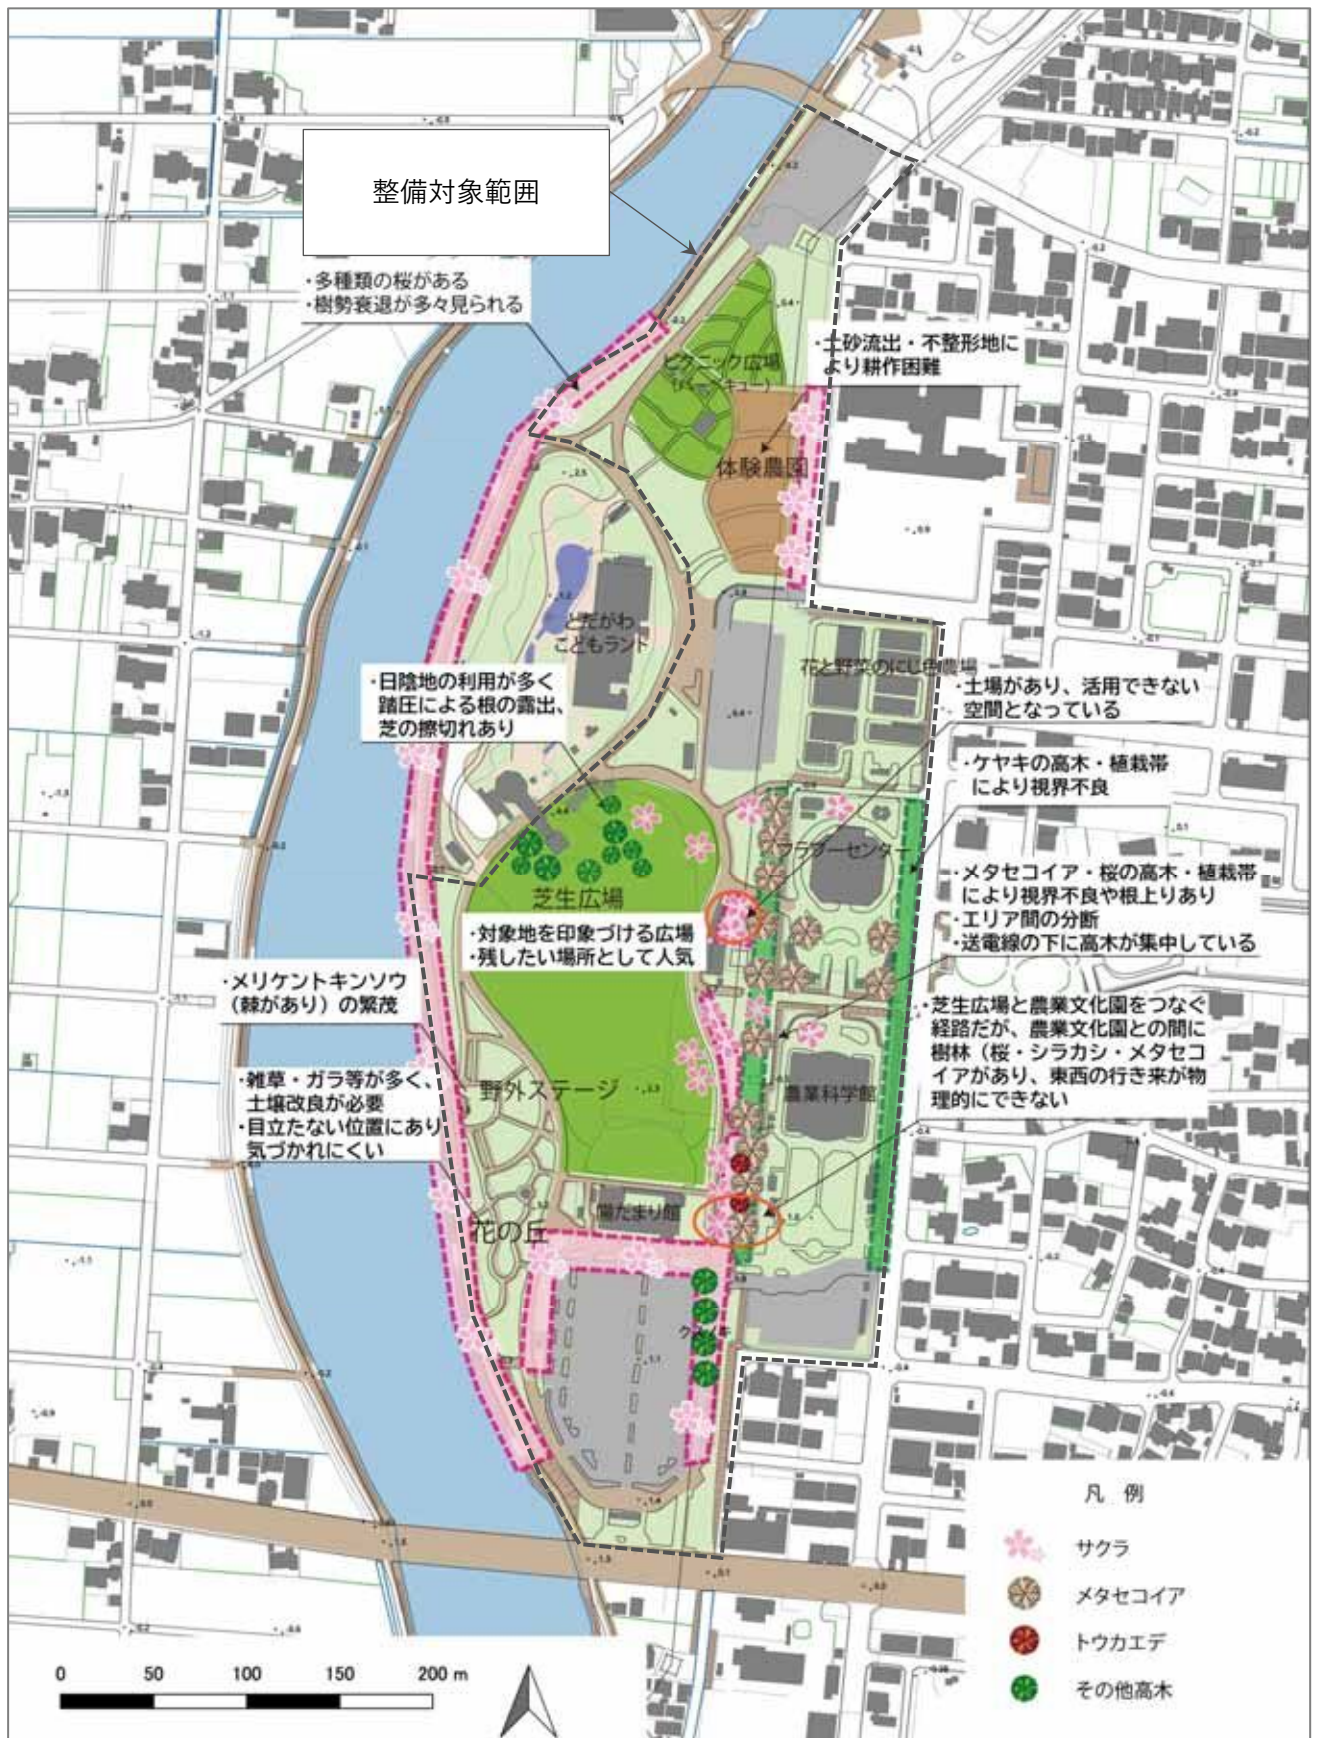 整備対象範囲
・多種類の桜がある
・樹勢衰退が多々見られる
・土砂流出・不整形地に
より耕作困難
ピクニック広場
(バーベキュー)
体験農園
とだがわ
こどもランド
花と野菜のにじ色農場
・日陰地の利用が多く
踏圧による根の露出、
芝の擦切れあり
・土場があり、活用できない
空間となっている
・ケヤキの高木・植栽帯
により視界不良
フラワーセンター
・メタセコイア・桜の高木・植栽帯
により視界不良や根上りあり
・エリア間の分断
・送電線の下に高木が集中している
芝生広場
・対象地を印象づける広場
・残したい場所として人気
・メリケントキンソウ
（棘があり）の繁茂
・芝生広場と農業文化園をつなぐ
経路だが、農業文化園との間に
樹林（桜・シラカシ・メタセコ
イアがあり、東西の行き来が物
理的にできない
・雑草・ガラ等が多く、
土壌改良が必要
・目立たない位置にあり
気づかれにくい
野外ステージ
農業科学館
陽だまり館
花の丘
クスノキ
凡 例
サクラ
メタセコイア
トウカエデ
その他高木
0 50 100 150 200 m